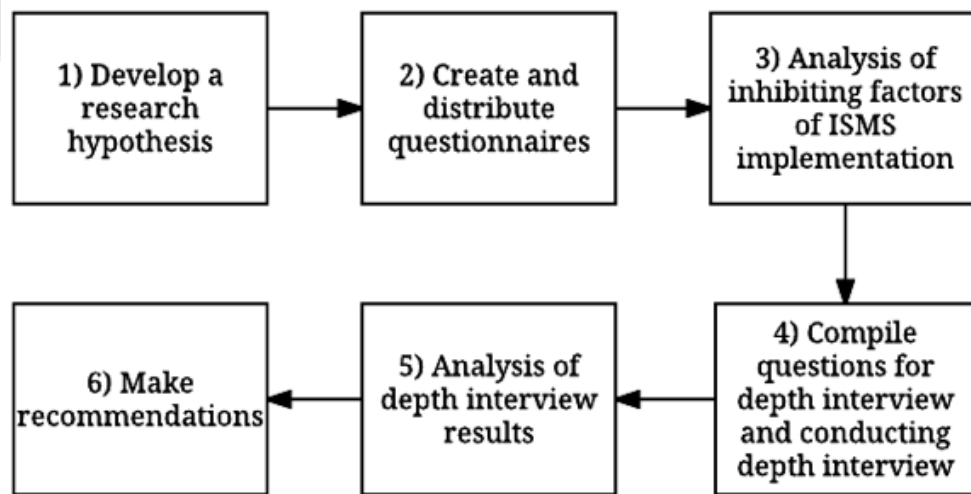 1) Develop a
research
hypothesis
2) Create and
distribute
questionnaires
3) Analysis of
inhibiting factors
of ISMS
implementation
4) Compile
questions for
depth interview
and conducting
depth interview
5) Analysis of
depth interview
results
6) Make
recommendations